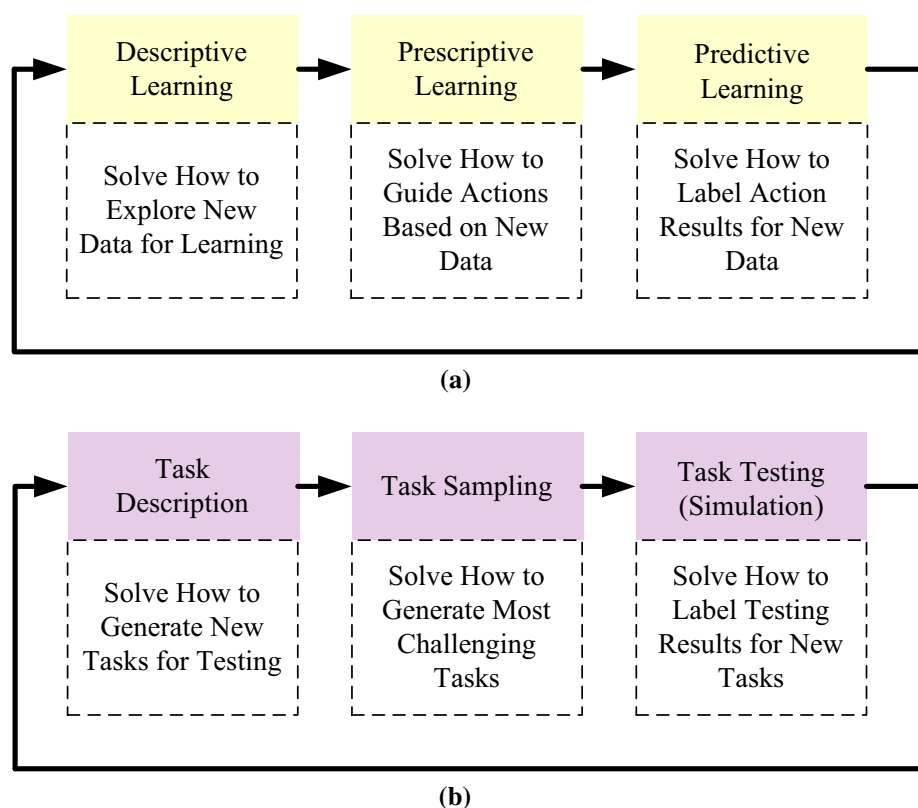 Descriptive
Learning
Prescriptive
Learning
Predictive
Learning
Solve How to
Explore New
Data for Learning
Solve How to
Guide Actions
Based on New
Data
Solve How to
Label Action
Results for New
Data
(a)
Task
Description
Task Sampling
Task Testing
(Simulation)
Solve How to
Generate New
Tasks for Testing
Solve How to
Generate Most
Challenging
Tasks
Solve How to
Label Testing
Results for New
Tasks
(b)